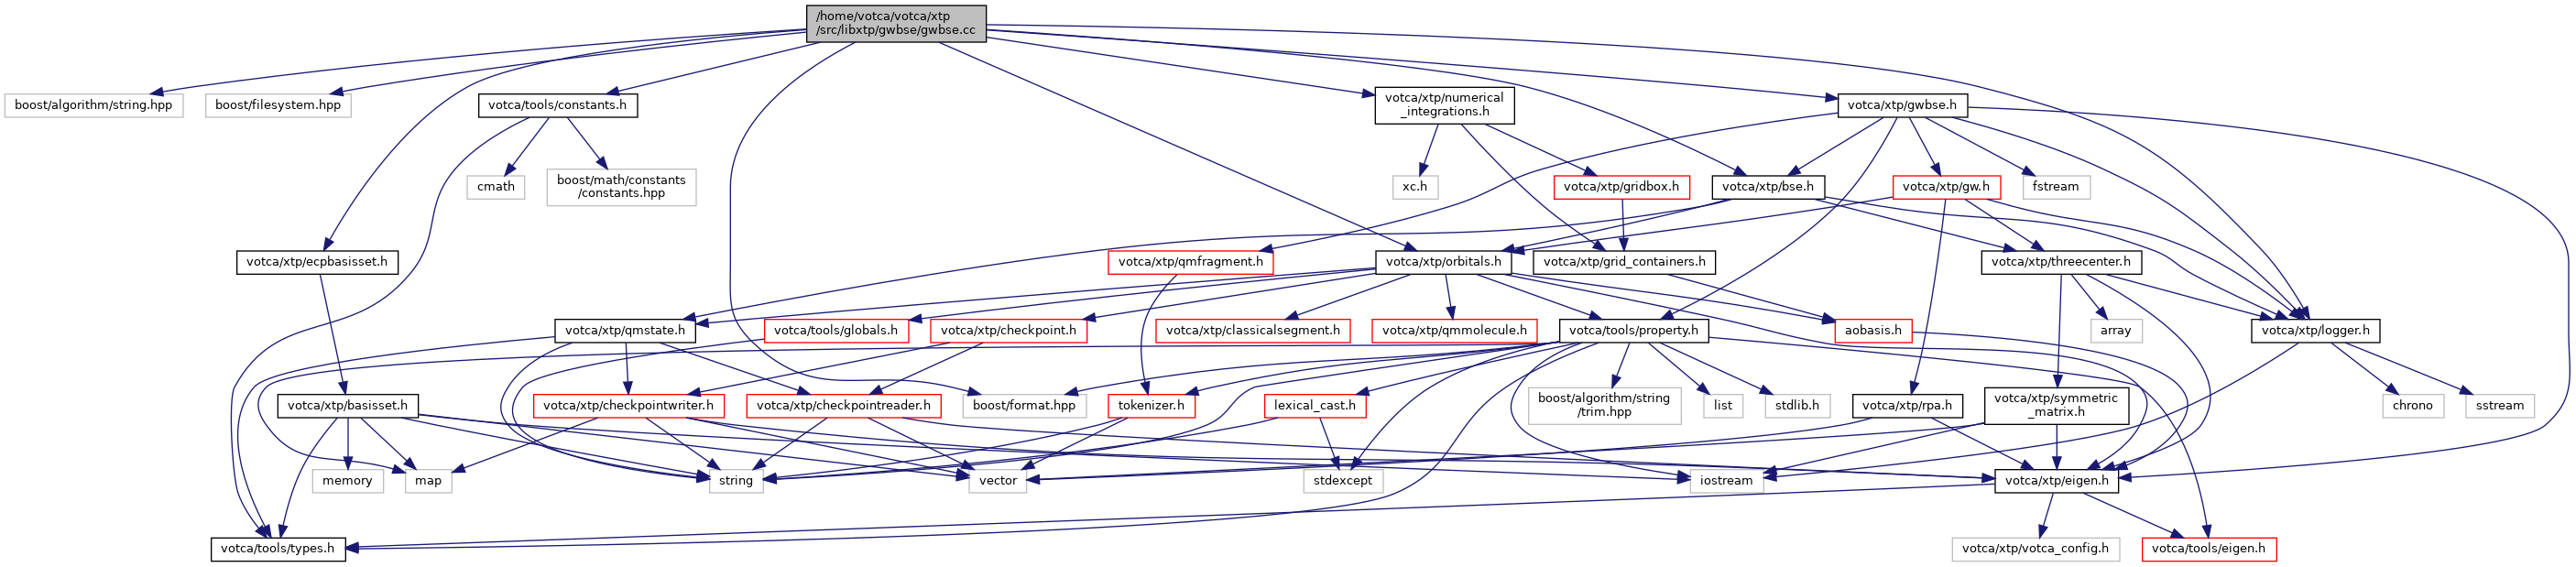 /home/votca/votca/xtp
/src/libxtp/gwbse/gwbse.cc
boost/algorithm/string.hpp
boost/filesystem.hpp
votca/tools/constants.h
votca/xtp/numerical
_integrations.h
votca/xtp/gwbse.h
cmath
boost/math/constants
/constants.hpp
xc.h
votca/xtp/gridbox.h
votca/xtp/bse.h
votca/xtp/gw.h
fstream
votca/xtp/ecpbasisset.h
votca/xtp/qmfragment.h
votca/xtp/orbitals.h
votca/xtp/grid_containers.h
votca/xtp/threecenter.h
votca/xtp/qmstate.h
votca/tools/globals.h
votca/xtp/checkpoint.h
votca/xtp/classicalsegment.h
votca/xtp/qmmolecule.h
votca/tools/property.h
aobasis.h
array
votca/xtp/logger.h
votca/xtp/basisset.h
votca/xtp/checkpointwriter.h
votca/xtp/checkpointreader.h
boost/format.hpp
tokenizer.h
lexical_cast.h
boost/algorithm/string
/trim.hpp
list
stdlib.h
votca/xtp/rpa.h
votca/xtp/symmetric
_matrix.h
chrono
sstream
memory
map
string
vector
stdexcept
iostream
votca/xtp/eigen.h
votca/tools/types.h
votca/xtp/votca_config.h
votca/tools/eigen.h